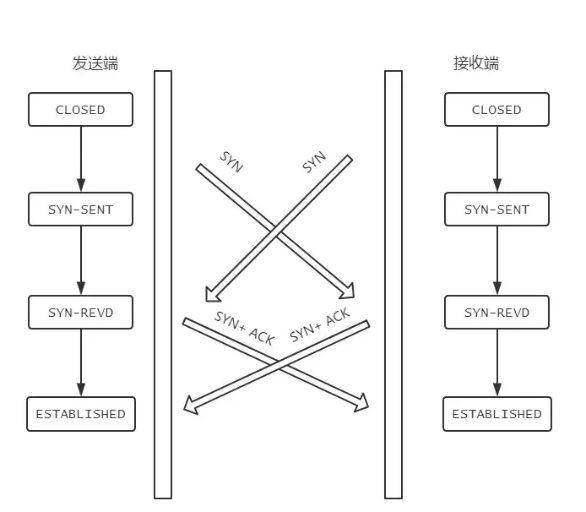 发送端
接收端
CLOSED
CLOSED
SYN
SYN
SYN-SENT
SYN-SENT
SYN-REVD
SYN-REVD
SYN+ ACK
SYN+ ACK
ESTABLISHED
ESTABLISHED